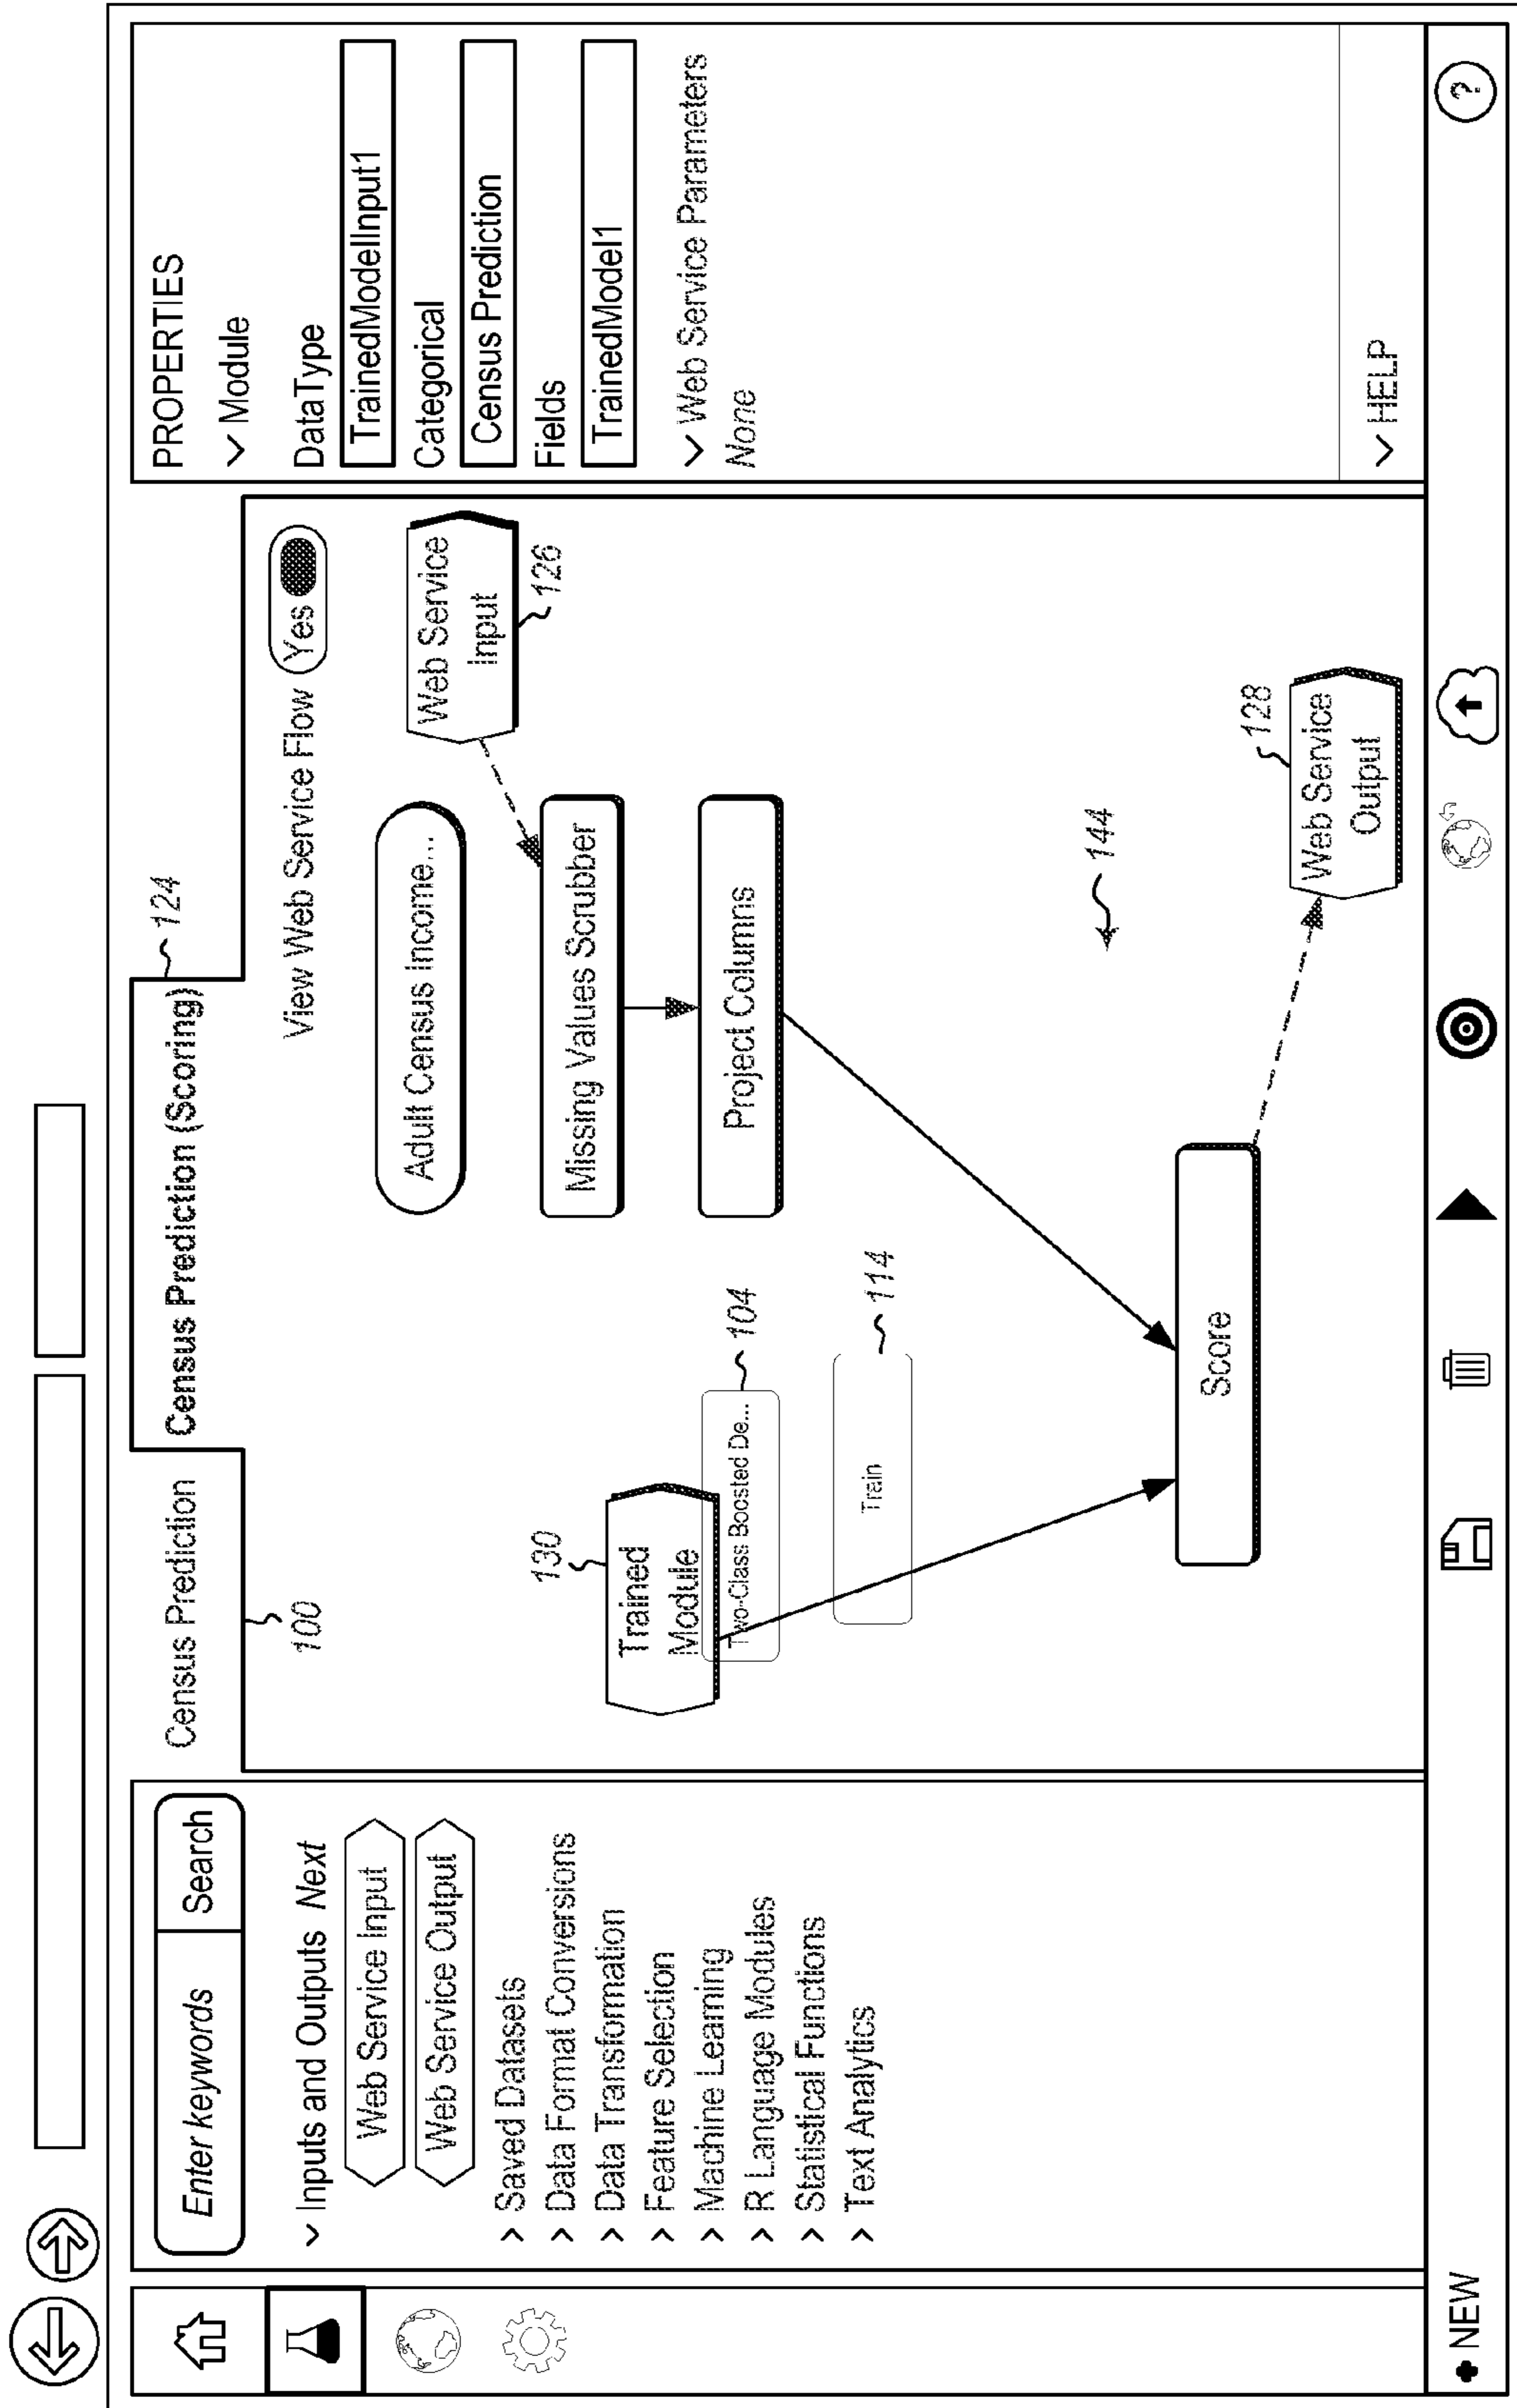 Enter keywords
Search
Inputs and Outputs Next
Web Service Input
Web Service Output
Saved Datasets
Data Format Conversions
Data Transformation
Feature Selection
Machine Learning
R Language Modules
Statistical Functions
Text Analytics
Census Prediction
Census Prediction (Scoring)
124
100
View Web Service Flow
Yes
Adult Census Income...
Web Service
Input
126
Missing Values Scrubber
130
Trained
Module
Project Columns
104
Two-Class Boosted De...
114
Train
144
Score
128
Web Service
Output
PROPERTIES
Module
DataType
TrainedModelInput1
Categorical
Census Prediction
Fields
TrainedModel1
Web Service Parameters
None
HELP
NEW
?